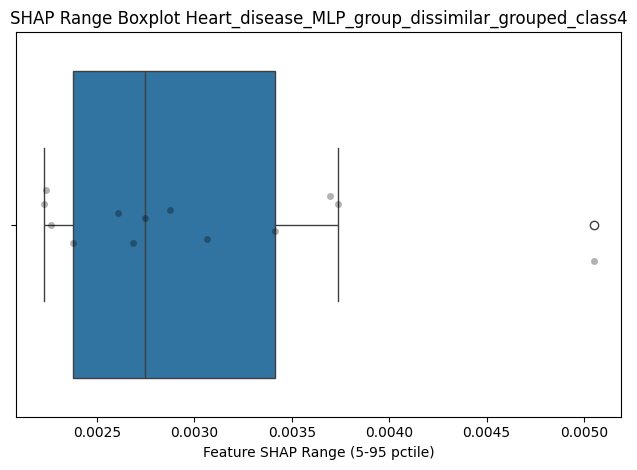 SHAP Range Boxplot Heart_disease_MLP_group_dissimilar_grouped_class4
0.0025 0.0030 0.0035 0.0040 0.0045 0.0050
Feature SHAP Range (5-95 pctile)